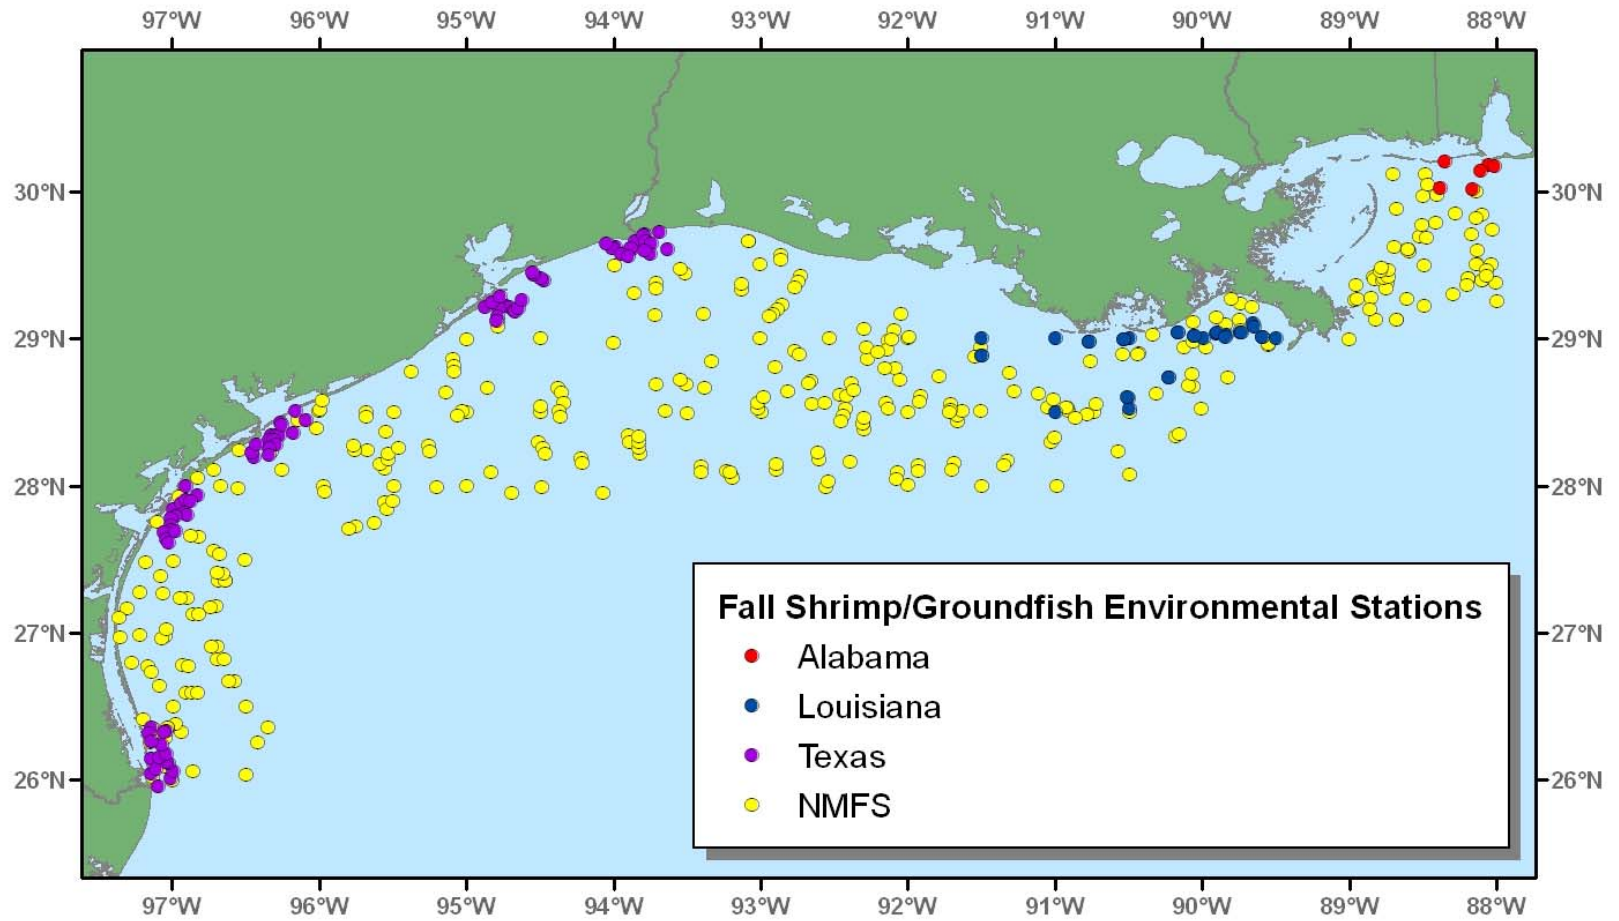 97°W 96°W 95°W 94°W 93°W 92°W 91°W 90°W 89°W 88°W
30°N 30°N
29°N 29°N
28°N 28°N
Fall Shrimp/Groundfish Environmental Stations
27°N 27°N
Alabama
Louisiana
Texas
26°N 26°N
NMFS
97°W 96°W 95°W 94°W 93°W 92°W 91°W 90°W 89°W 88°W